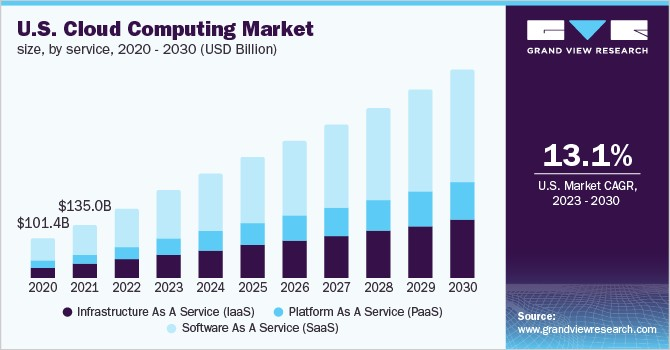 U.S. Cloud Computing Market
size, by service, 2020 - 2030 (USD Billion)
$101.4B
$135.0B
2020 2021 2022 2023 2024 2025 2026 2027 2028 2029 2030
Infrastructure As A Service (IaaS) Platform As A Service (PaaS)
Software As A Service (SaaS)
GRAND VIEW RESEARCH
13.1%
U.S. Market CAGR,
2023 - 2030
Source:
www.grandviewresearch.com